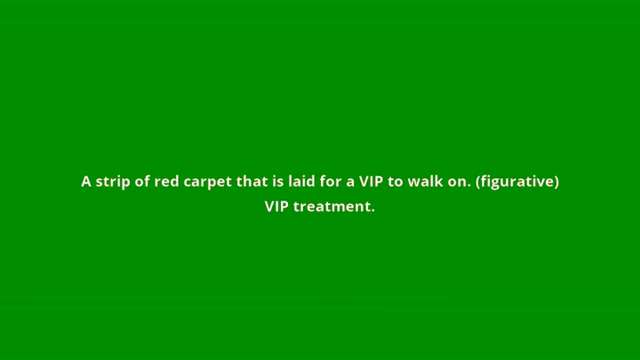 A strip of red carpet that is laid for a VIP to walk on. (figurative)
VIP treatment.